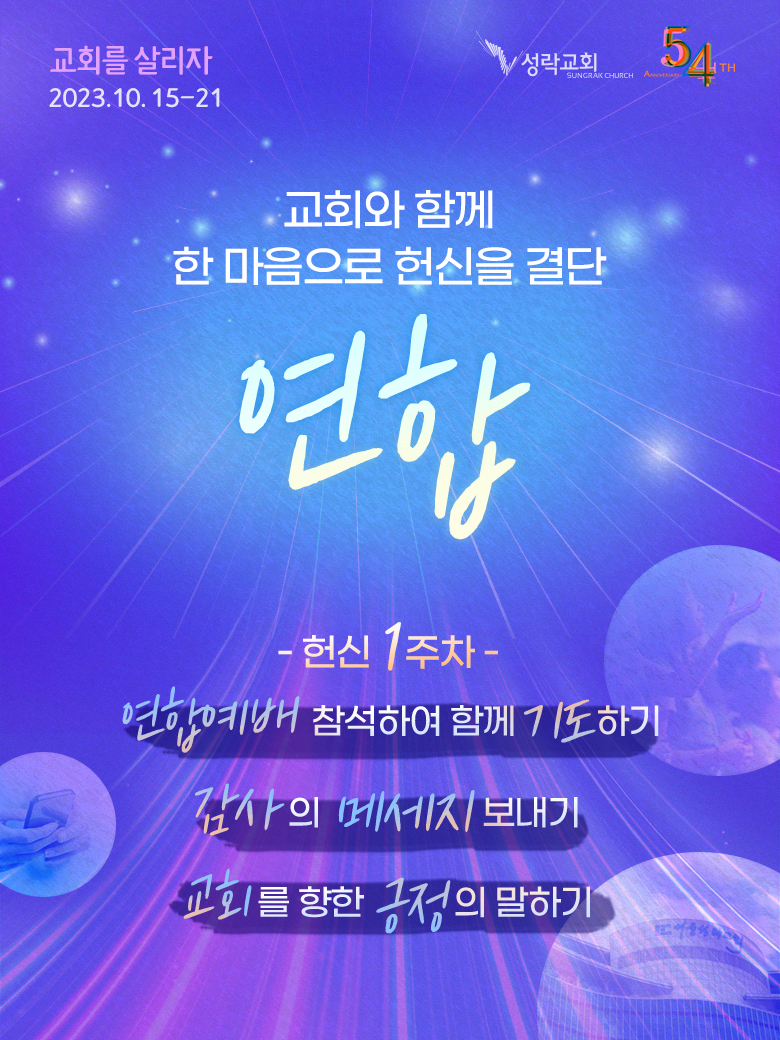 교회를 살리자
2023.10. 15-21
성락교회
SUNGRAK CHURCH
54TH
ANNIVERSARY
교회와 함께
한 마음으로 헌신을 결단
연합
- 헌신 1주차 -
연합예배 참석하여 함께 기도하기
감사의 메세지 보내기
교회를 향한 긍정의 말하기